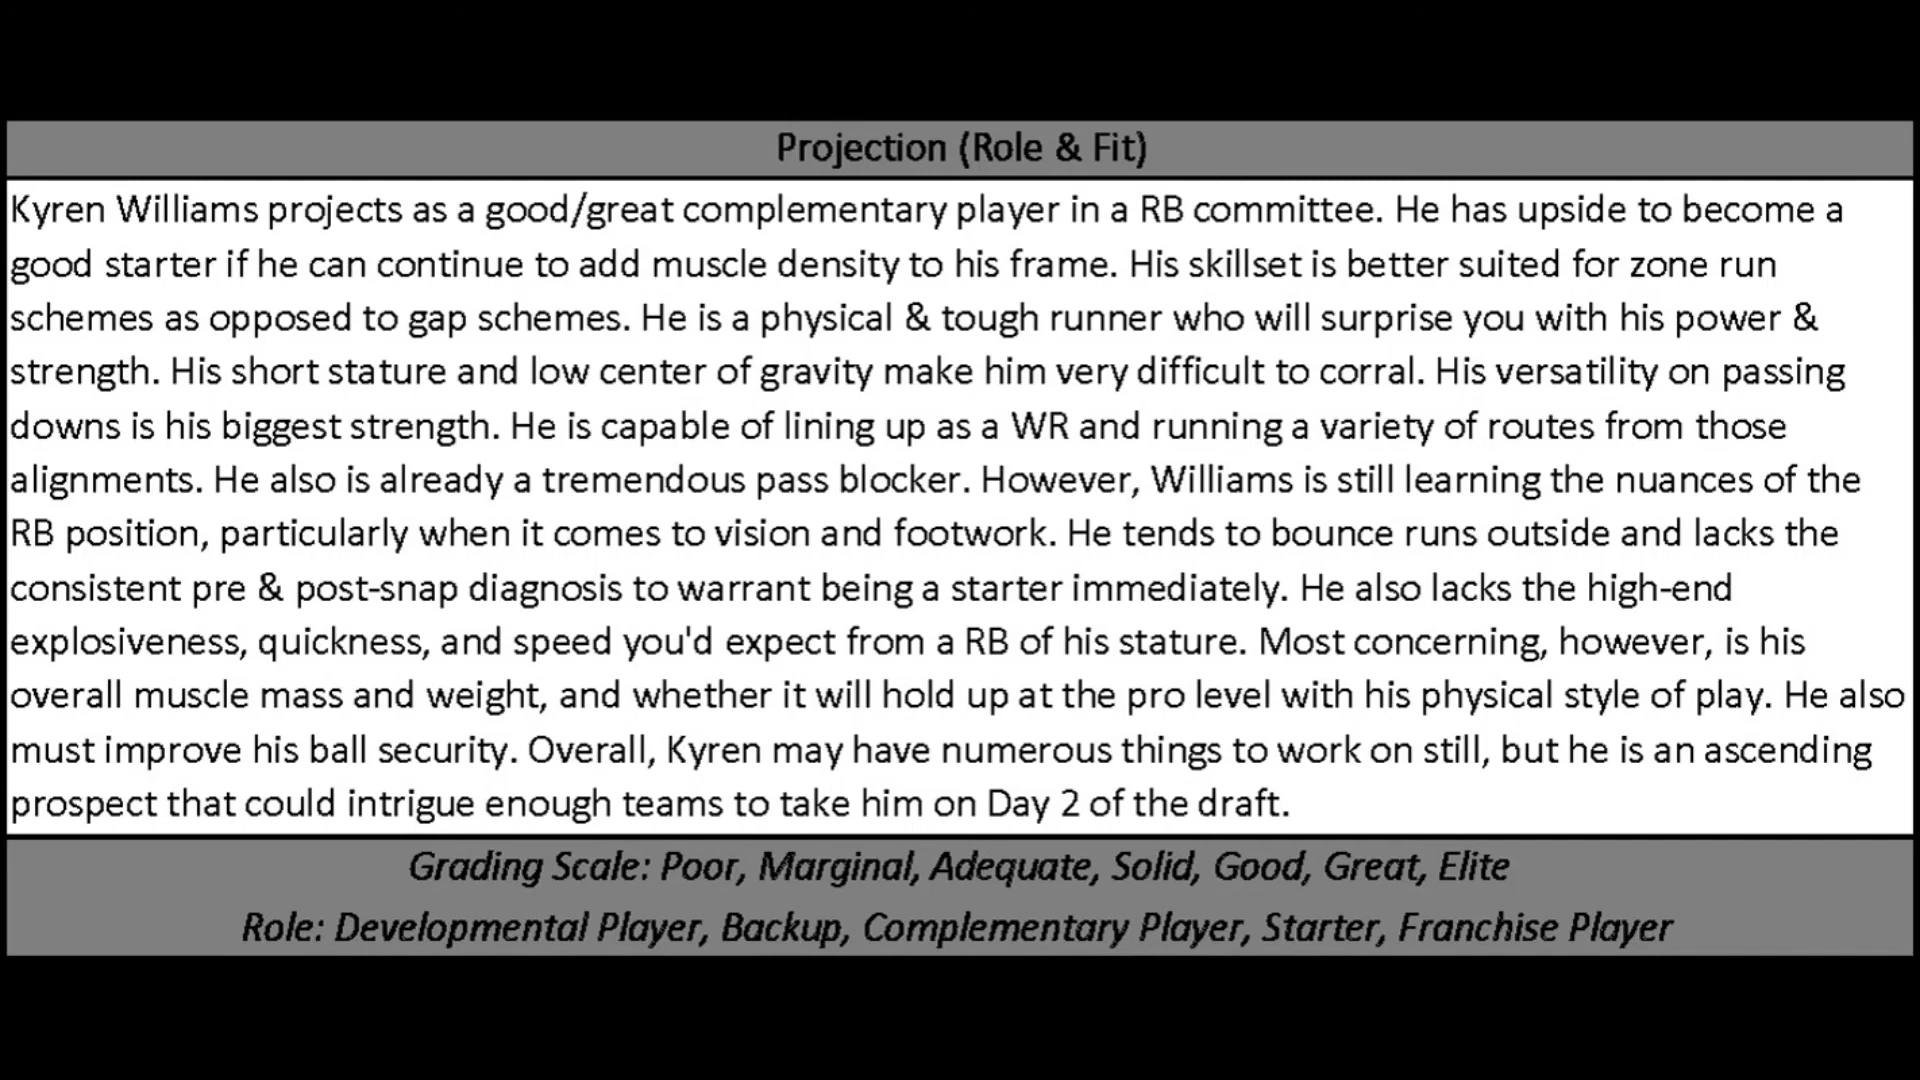 Projection (Role & Fit)
Kyren Williams projects as a good/great complementary player in a RB committee. He has upside to become a
good starter if he can continue to add muscle density to his frame. His skillset is better suited for zone run
schemes as opposed to gap schemes. He is a physical & tough runner who will surprise you with his power &
strength. His short stature and low center of gravity make him very difficult to corral. His versatility on passing
downs is his biggest strength. He is capable of lining up as a WR and running a variety of routes from those
alignments. He also is already a tremendous pass blocker. However, Williams is still learning the nuances of the
RB position, particularly when it comes to vision and footwork. He tends to bounce runs outside and lacks the
consistent pre & post-snap diagnosis to warrant being a starter immediately. He also lacks the high-end
explosiveness, quickness, and speed you'd expect from a RB of his stature. Most concerning, however, is his
overall muscle mass and weight, and whether it will hold up at the pro level with his physical style of play. He also
must improve his ball security. Overall, Kyren may have numerous things to work on still, but he is an ascending
prospect that could intrigue enough teams to take him on Day 2 of the draft.
Grading Scale: Poor, Marginal, Adequate, Solid, Good, Great, Elite
Role: Developmental Player, Backup, Complementary Player, Starter, Franchise Player